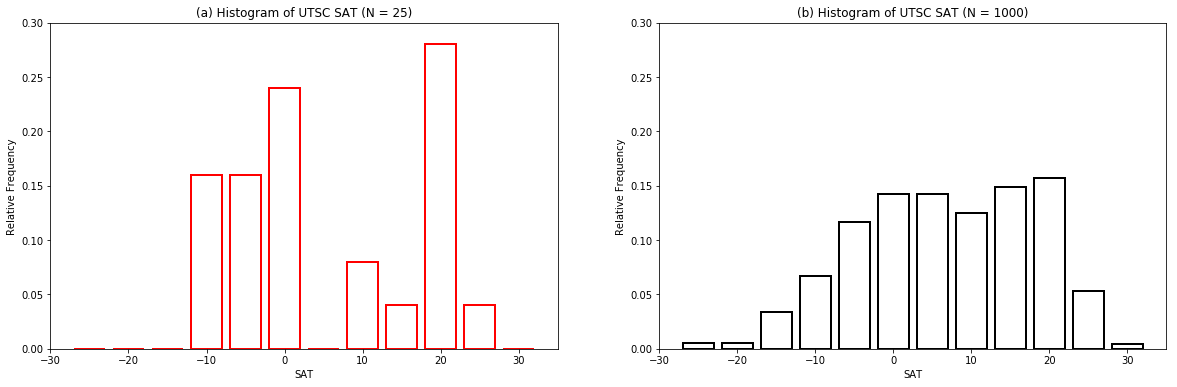 (a) Histogram of UTSC SAT (N = 25)
0.30
0.25
0.20
0.15
0.10
0.05
0.00
Relative Frequency
−30 −20 −10 0 10 20 30
SAT
(b) Histogram of UTSC SAT (N = 1000)
0.30
0.25
0.20
0.15
0.10
0.05
0.00
Relative Frequency
−30 −20 −10 0 10 20 30
SAT